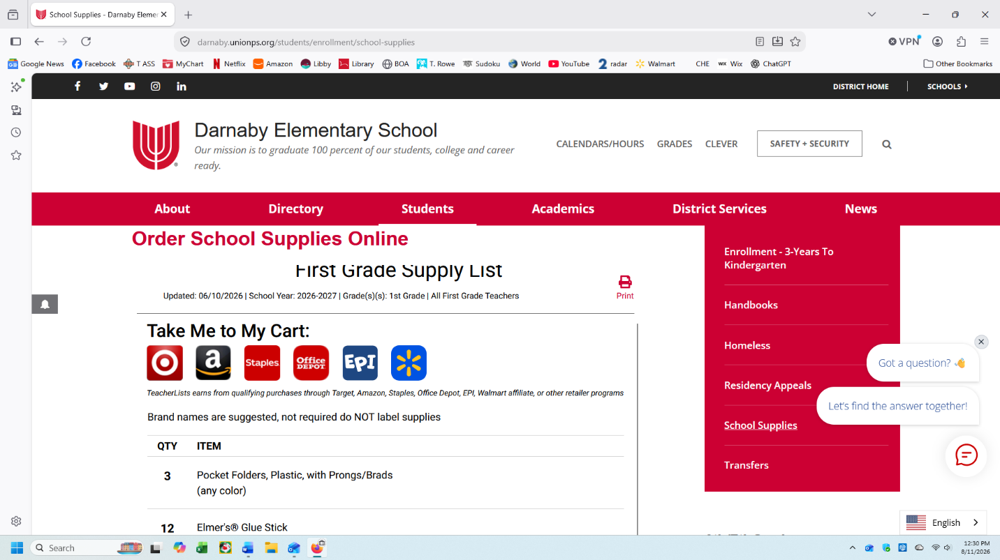 School Supplies - Darnaby Elemer
darnaby.unionps.org/students/enrollment/school-supplies
VPN
Google News
Facebook
T ASS
MyChart
Netflix
Amazon
Libby
Library
BOA
T. Rowe
Sudoku
World
YouTube
radar
Walmart
CHE
WIX Wix
ChatGPT
Other Bookmarks
DISTRICT HOME
SCHOOLS
Darnaby Elementary School
Our mission is to graduate 100 percent of our students, college and career
ready.
CALENDARS/HOURS
GRADES
CLEVER
SAFETY + SECURITY
About
Directory
Students
Academics
District Services
News
Order School Supplies Online
First Grade Supply List
Updated: 06/10/2026 | School Year: 2026-2027 | Grade(s)(s): 1st Grade | All First Grade Teachers
Print
Take Me to My Cart:
a
Staples
Office
DEPOT
EPI
TeacherLists earns from qualifying purchases through Target, Amazon, Staples, Office Depot, EPI, Walmart affiliate, or other retailer programs
Brand names are suggested, not required do NOT label supplies
QTY ITEM
3 Pocket Folders, Plastic, with Prongs/Brads
(any color)
12 Elmer's® Glue Stick
Enrollment - 3-Years To
Kindergarten
Handbooks
Homeless
Residency Appeals
School Supplies
Transfers
Got a question? 👋
Let's find the answer together!
English
Search
12:30 PM
8/11/2026